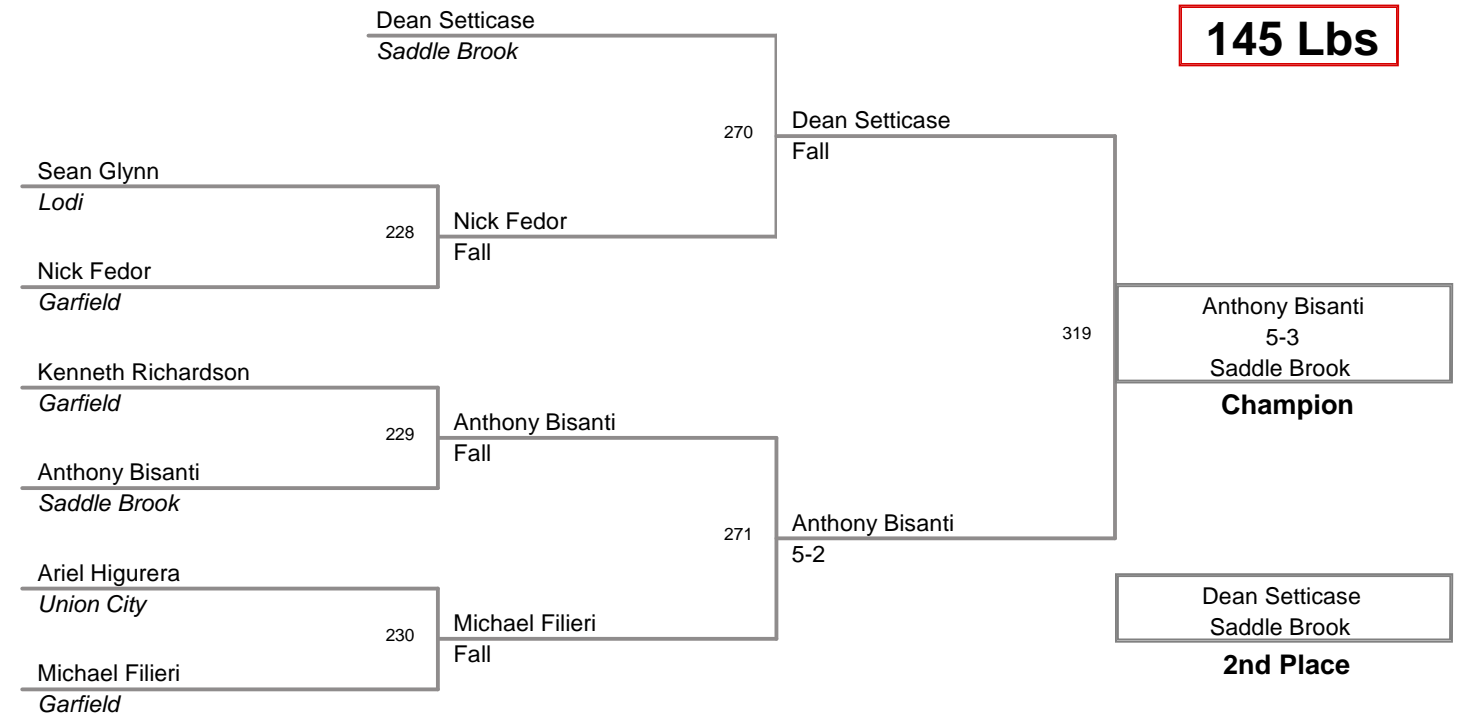 Dean Setticase
Saddle Brook
145 Lbs
270
Dean Setticase
Fall
Sean Glynn
Lodi
228
Nick Fedor
Fall
Nick Fedor
Garfield
319
Anthony Bisanti
5-3
Saddle Brook
Champion
Kenneth Richardson
Garfield
229
Anthony Bisanti
Fall
Anthony Bisanti
Saddle Brook
271
Anthony Bisanti
5-2
Ariel Higurera
Union City
230
Michael Filieri
Fall
Michael Filieri
Garfield
Dean Setticase
Saddle Brook
2nd Place